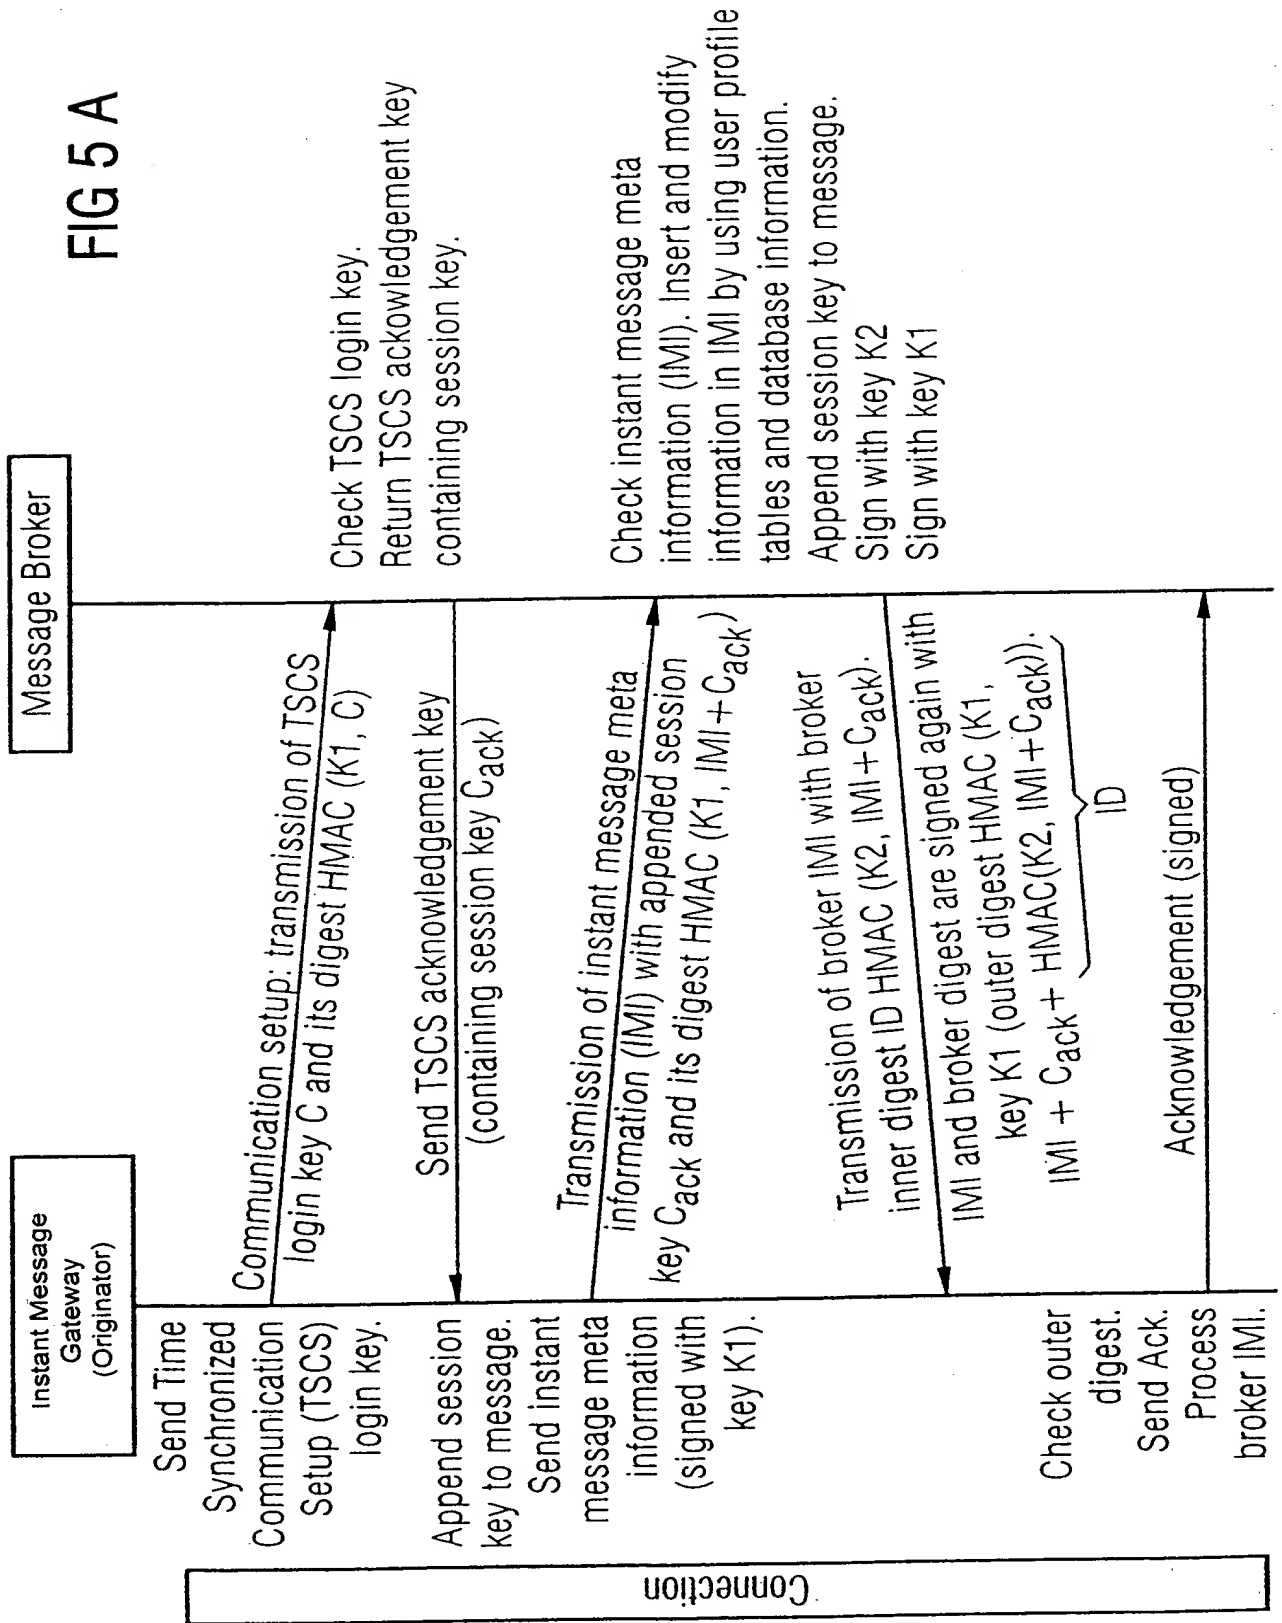 FIG 5 A
Instant Message
Gateway
(Originator)
Message Broker
Connection
Send Time
Synchronized
Communication
Setup (TSCS)
login key.
Communication setup: transmission of TSCS
login key C and its digest HMAC (K1, C)
Check TSCS login key.
Return TSCS ackowledgement key
containing session key.
Send TSCS acknowledgement key
(containing session key Cack)
Append session
key to message.
Send instant
message meta
information
(signed with
key K1).
Transmission of instant message meta
information (IMI) with appended session
key Cack and its digest HMAC (K1, IMI+Cack)
Check instant message meta
information (IMI). Insert and modify
information in IMI by using user profile
tables and database information.
Append session key to message.
Sign with key K2
Sign with key K1
Transmission of broker IMI with broker
inner digest ID HMAC (K2, IMI+Cack).
IMI and broker digest are signed again with
key K1 (outer digest HMAC (K1,
IMI + Cack + HMAC(K2, IMI+Cack)).
ID
Check outer
digest.
Send Ack.
Process
broker IMI.
Acknowledgement (signed)